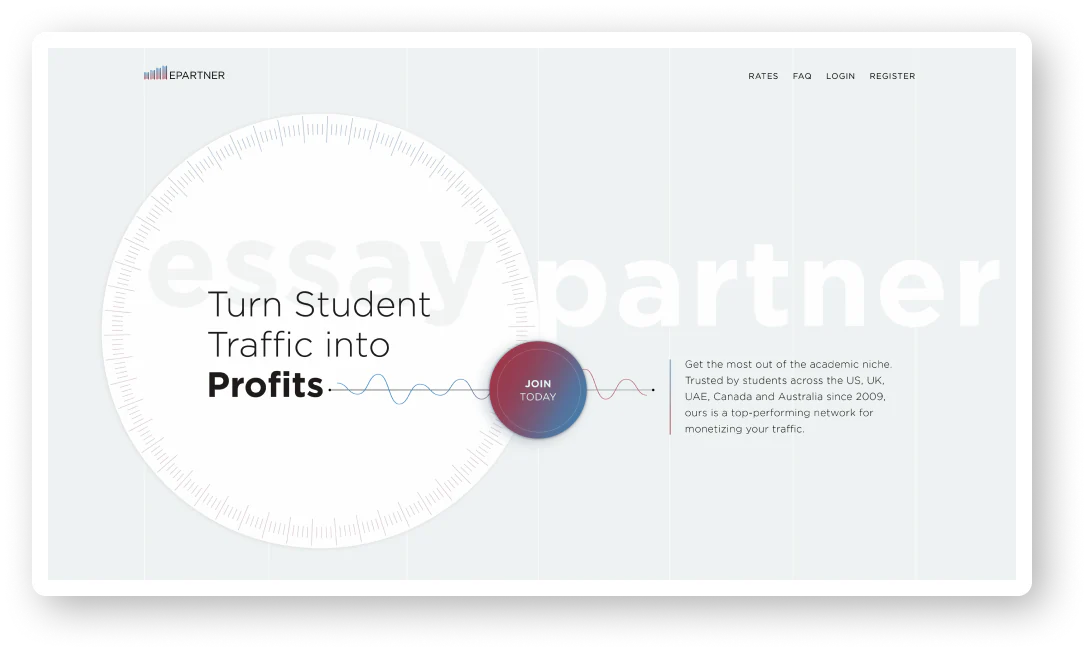 EPARTNER
RATES FAQ LOGIN REGISTER
essay partner
Turn Student
Traffic into
Profits
JOIN
TODAY
Get the most out of the academic niche.
Trusted by students across the US, UK,
UAE, Canada and Australia since 2009,
ours is a top-performing network for
monetizing your traffic.